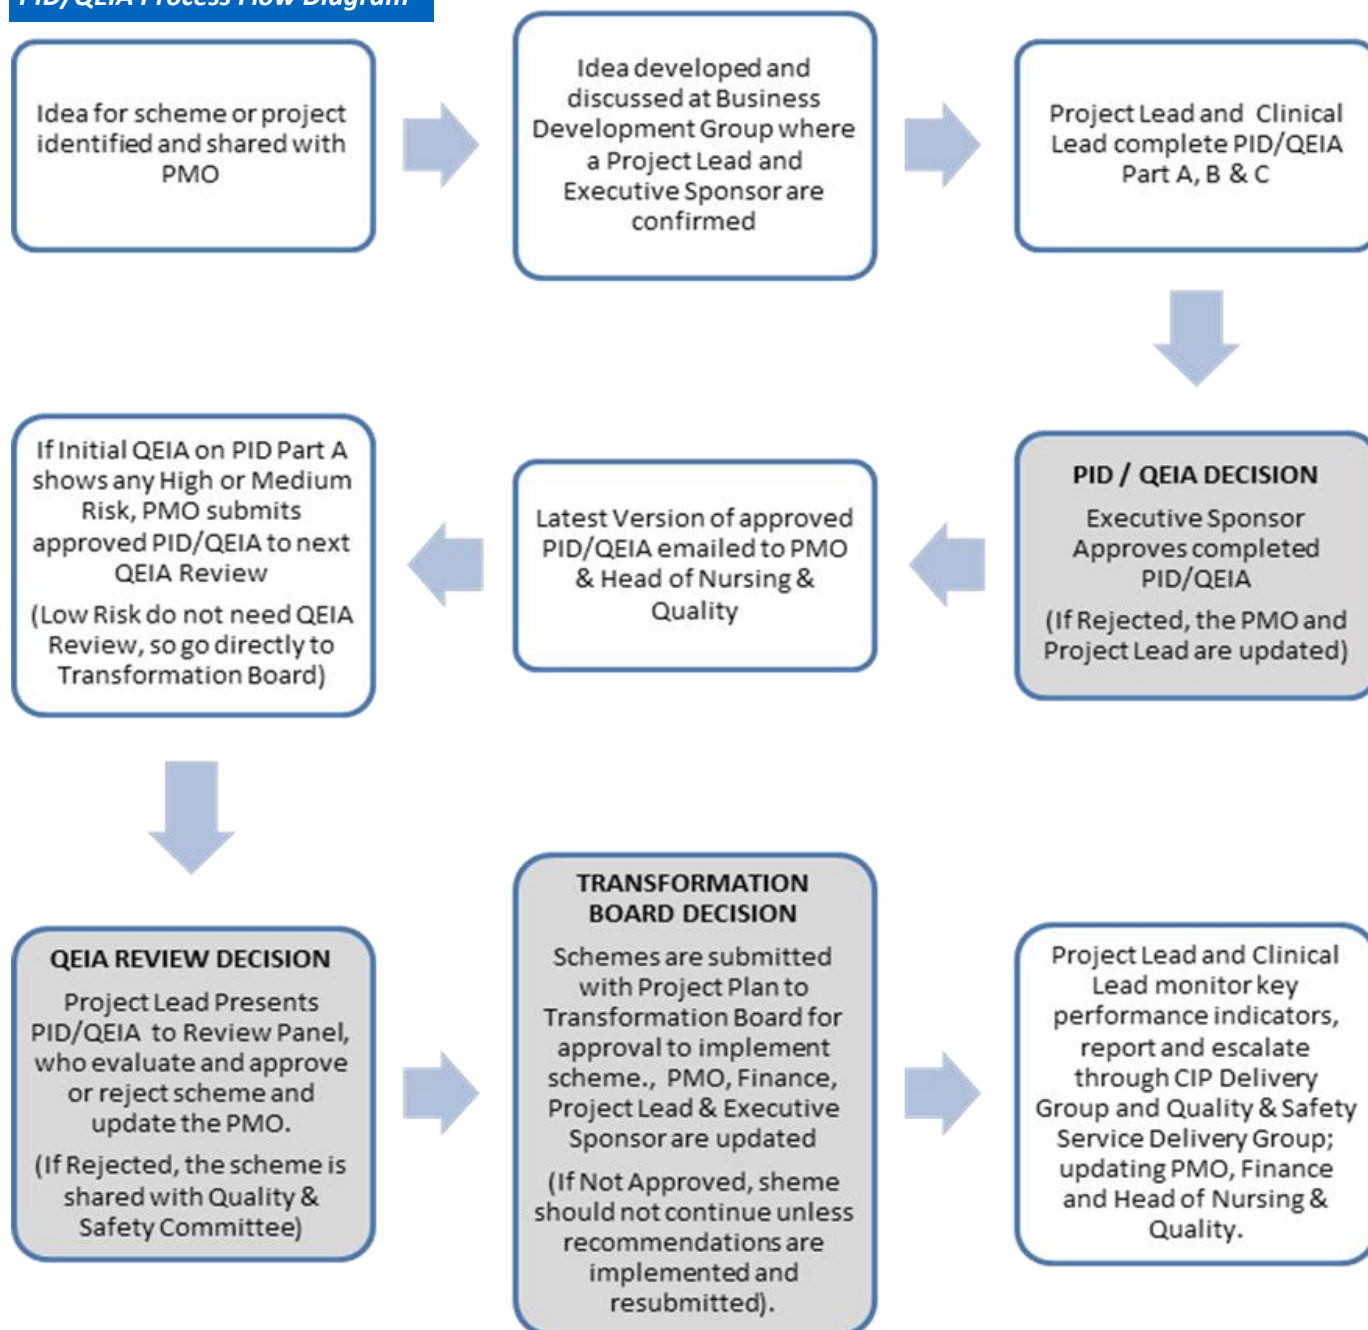 PID/QEIA Process Flow Diagram
Idea for scheme or project
identified and shared with
PMO
Idea developed and
discussed at Business
Development Group where
a Project Lead and
Executive Sponsor are
confirmed
Project Lead and Clinical
Lead complete PID/QEIA
Part A, B & C
PID / QEIA DECISION
Executive Sponsor
Approves completed
PID/QEIA
(If Rejected, the PMO and
Project Lead are updated)
Latest Version of approved
PID/QEIA emailed to PMO
& Head of Nursing &
Quality
If Initial QEIA on PID Part A
shows any High or Medium
Risk, PMO submits
approved PID/QEIA to next
QEIA Review
(Low Risk do not need QEIA
Review, so go directly to
Transformation Board)
QEIA REVIEW DECISION
Project Lead Presents
PID/QEIA to Review Panel,
who evaluate and approve
or reject scheme and
update the PMO.
(If Rejected, the scheme is
shared with Quality &
Safety Committee)
TRANSFORMATION
BOARD DECISION
Schemes are submitted
with Project Plan to
Transformation Board for
approval to implement
scheme., PMO, Finance,
Project Lead & Executive
Sponsor are updated
(If Not Approved, sheme
should not continue unless
recommendations are
implemented and
resubmitted).
Project Lead and Clinical
Lead monitor key
performance indicators,
report and escalate
through CIP Delivery
Group and Quality & Safety
Service Delivery Group;
updating PMO, Finance
and Head of Nursing &
Quality.